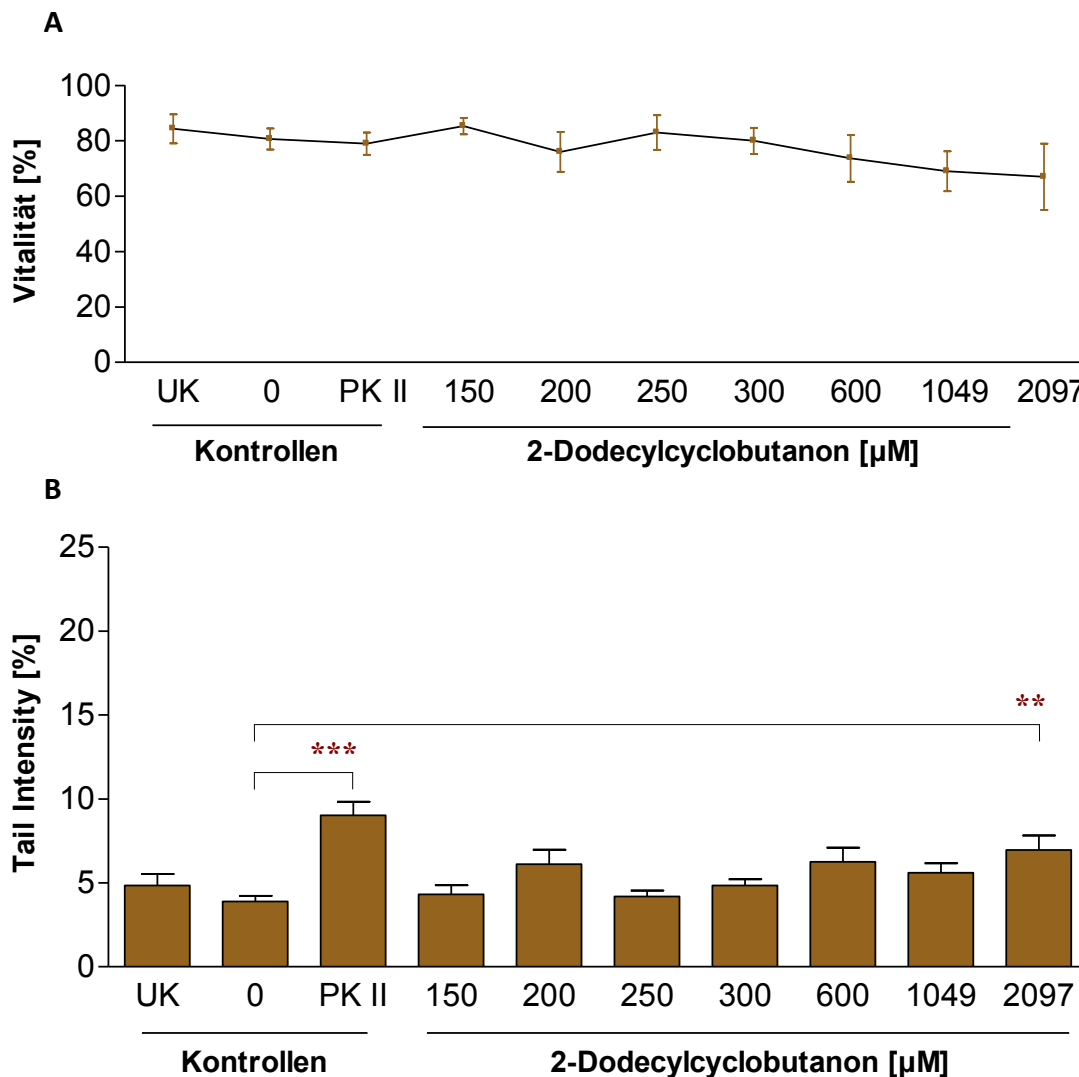 A
Vitalität [%]
100
80
60
40
20
0
UK 0 PK II 150 200 250 300 600 1049 2097
Kontrollen 2-Dodecylcyclobutanon [µM]
B
Tail Intensity [%]
25
20
15
10
5
0
**
***
UK 0 PK II 150 200 250 300 600 1049 2097
Kontrollen 2-Dodecylcyclobutanon [µM]